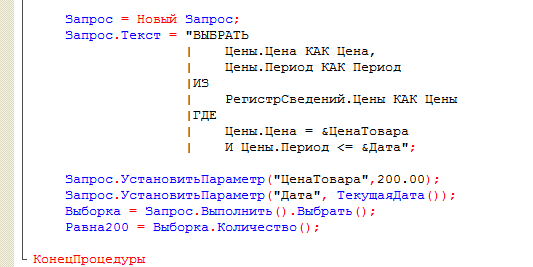 Запрос = Новый Запрос;
Запрос.Текст = "ВЫБРАТЬ
| Цены.Цена КАК Цена,
| Цены.Период КАК Период
|ИЗ
| РегистрСведений.Цены КАК Цены
|ГДЕ
| Цены.Цена = &ЦенаТовара
| И Цены.Период <= &Дата";
Запрос.УстановитьПараметр("ЦенаТовара",200.00);
Запрос.УстановитьПараметр("Дата", ТекущаяДата());
Выборка = Запрос.Выполнить().Выбрать();
Равна200 = Выборка.Количество();
КонецПроцедуры